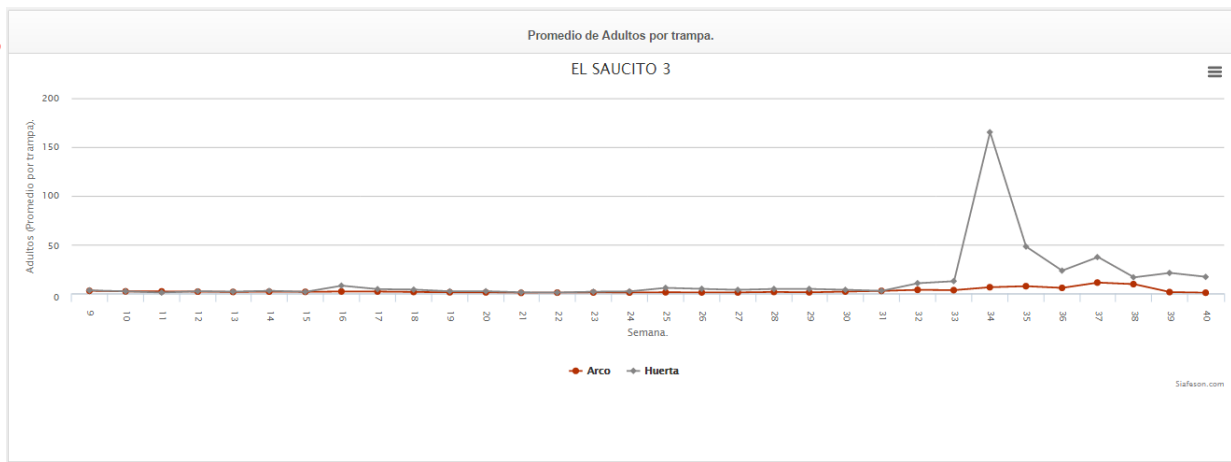 Promedio de Adultos por trampa.
EL SAUCITO 3
Adultos (Promedio por trampa).
200
150
100
50
0
9 10 11 12 13 14 15 16 17 18 19 20 21 22 23 24 25 26 27 28 29 30 31 32 33 34 35 36 37 38 39 40
Semana.
Arco Huerta
Siafeson.com